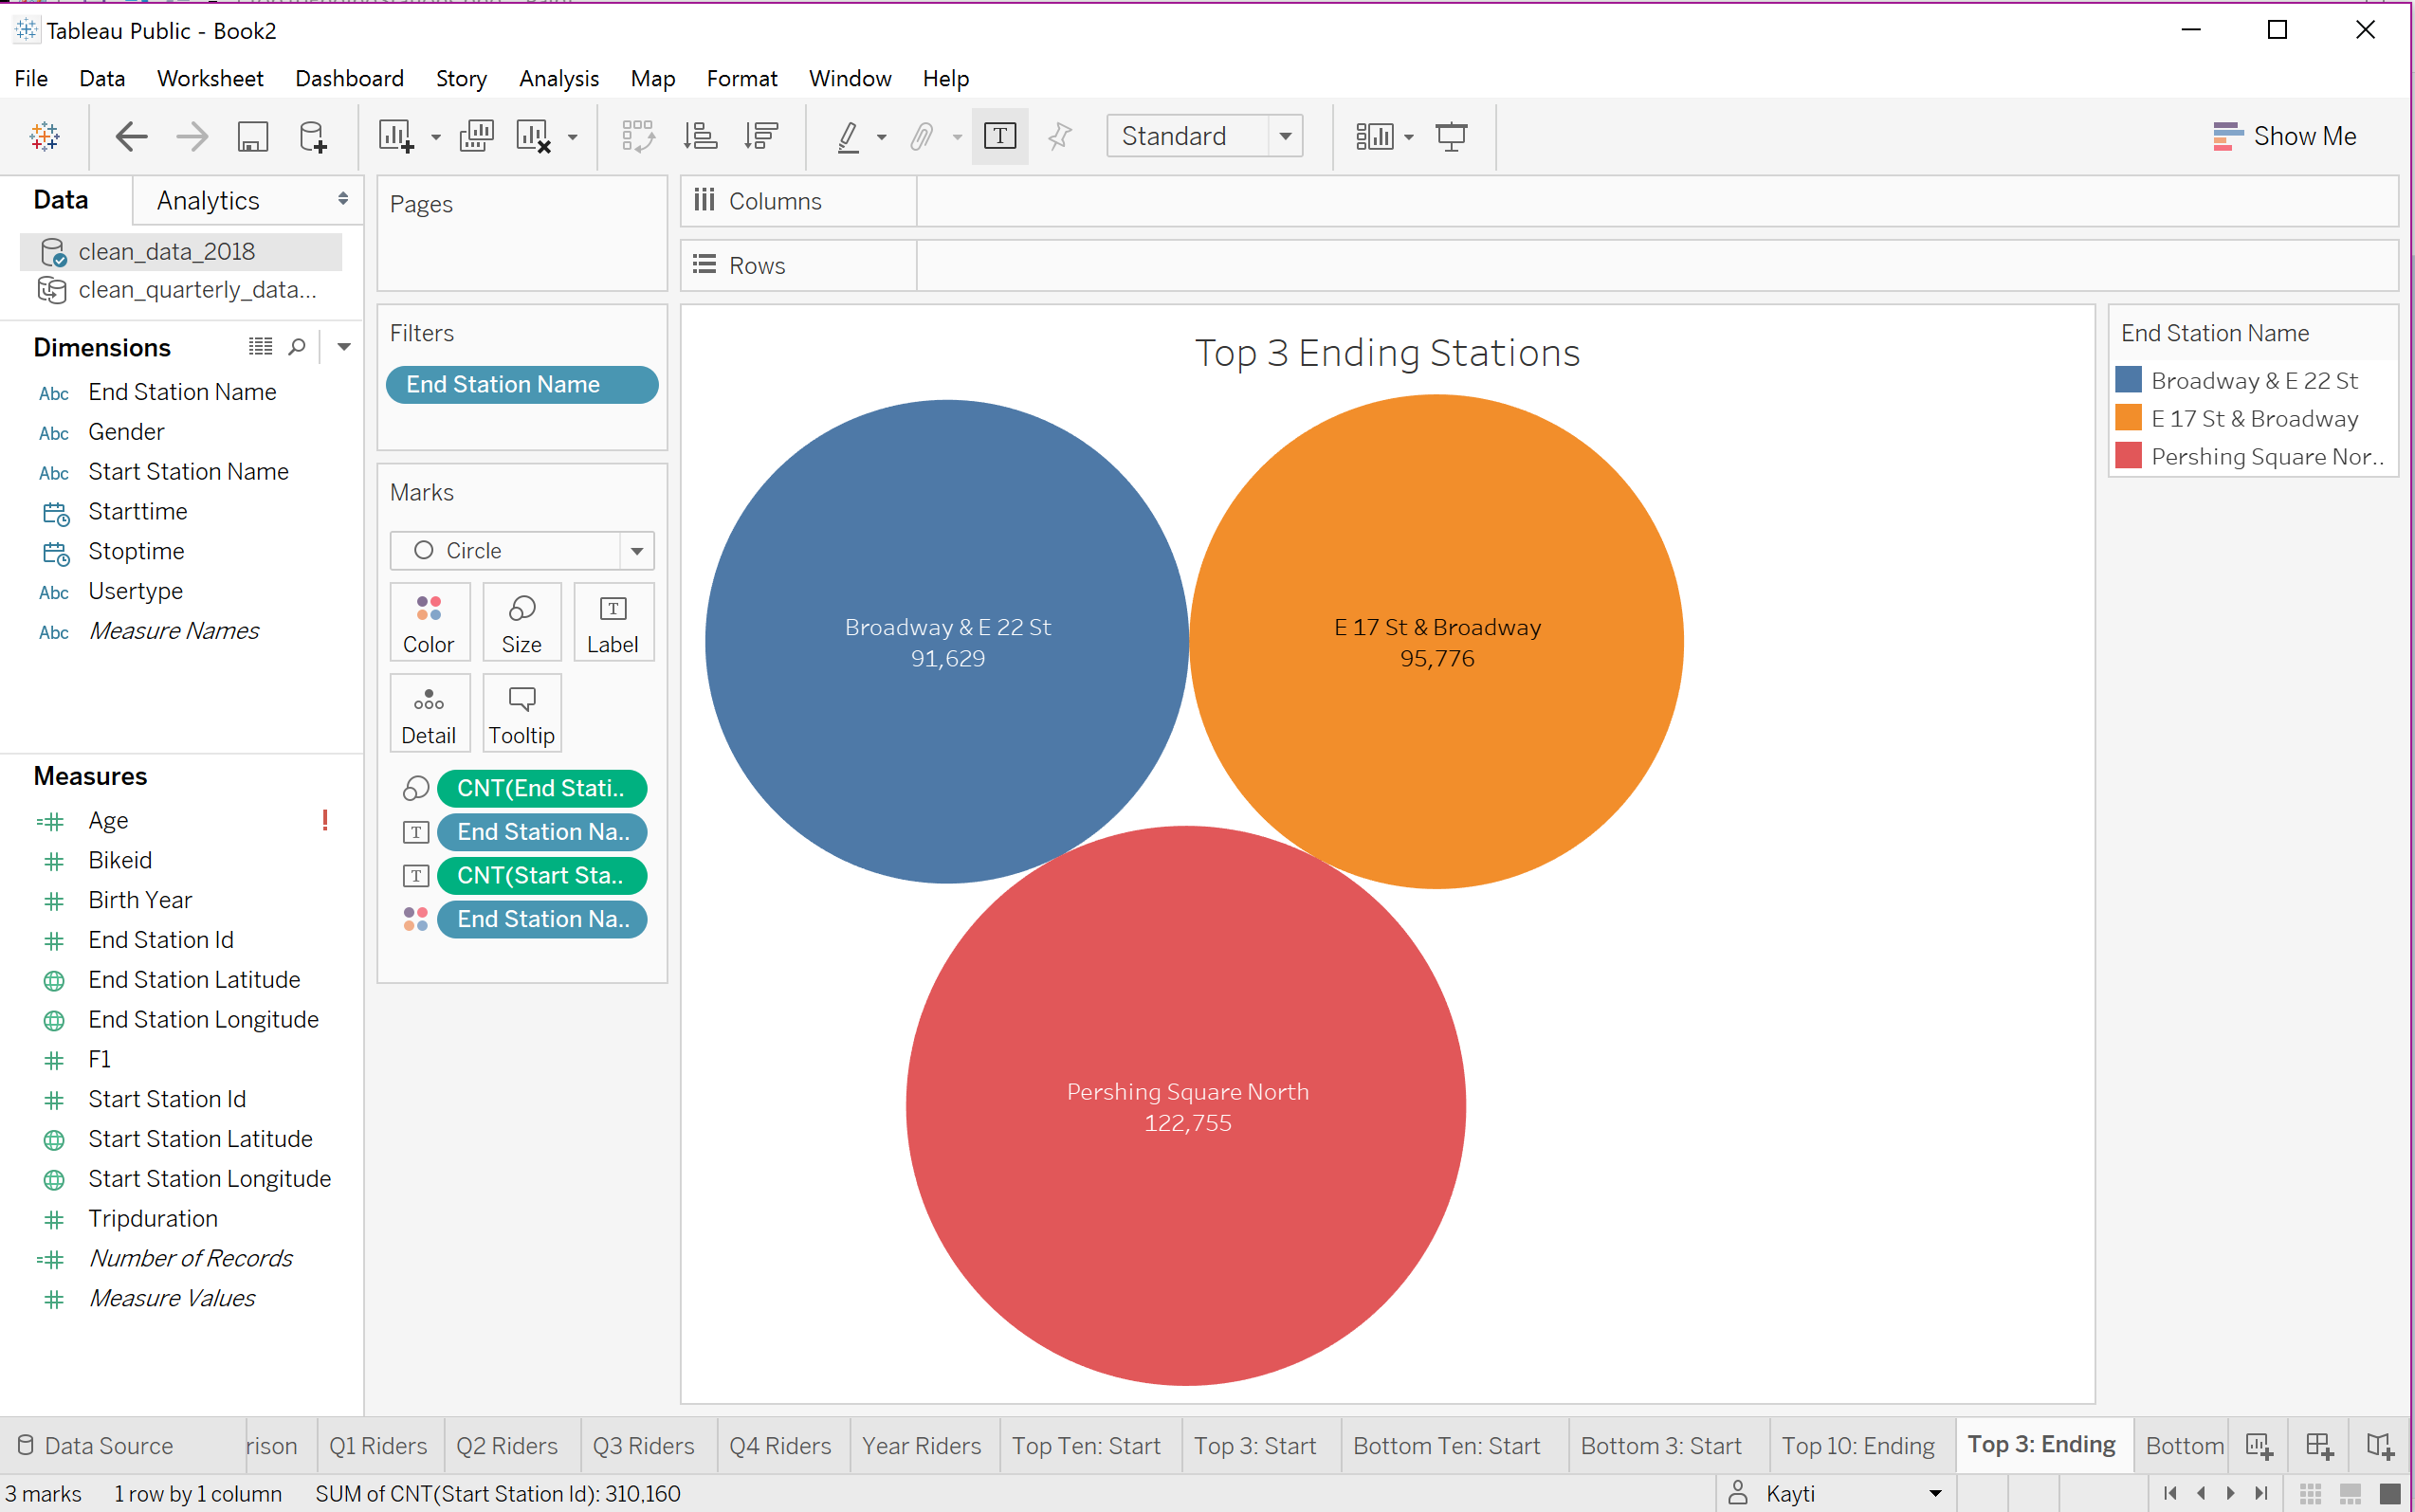 Tableau Public - Book2
File Data Worksheet Dashboard Story Analysis Map Format Window Help
Standard
Show Me
Data
Analytics
clean_data_2018
clean_quarterly_data...
Dimensions
Abc End Station Name
Abc Gender
Abc Start Station Name
Starttime
Stoptime
Abc Usertype
Abc Measure Names
Measures
Age !
Bikeid
Birth Year
End Station Id
End Station Latitude
End Station Longitude
F1
Start Station Id
Start Station Latitude
Start Station Longitude
Tripduration
Number of Records
Measure Values
Pages
Filters
End Station Name
Marks
Circle
Color Size Label
Detail Tooltip
CNT(End Stati..
End Station Na..
CNT(Start Sta..
End Station Na..
Columns
Rows
Top 3 Ending Stations
Broadway & E 22 St
91,629
E 17 St & Broadway
95,776
Pershing Square North
122,755
End Station Name
Broadway & E 22 St
E 17 St & Broadway
Pershing Square Nor..
Data Source rison Q1 Riders Q2 Riders Q3 Riders Q4 Riders Year Riders Top Ten: Start Top 3: Start Bottom Ten: Start Bottom 3: Start Top 10: Ending Top 3: Ending Bottom
3 marks 1 row by 1 column SUM of CNT(Start Station Id): 310,160 Kayti